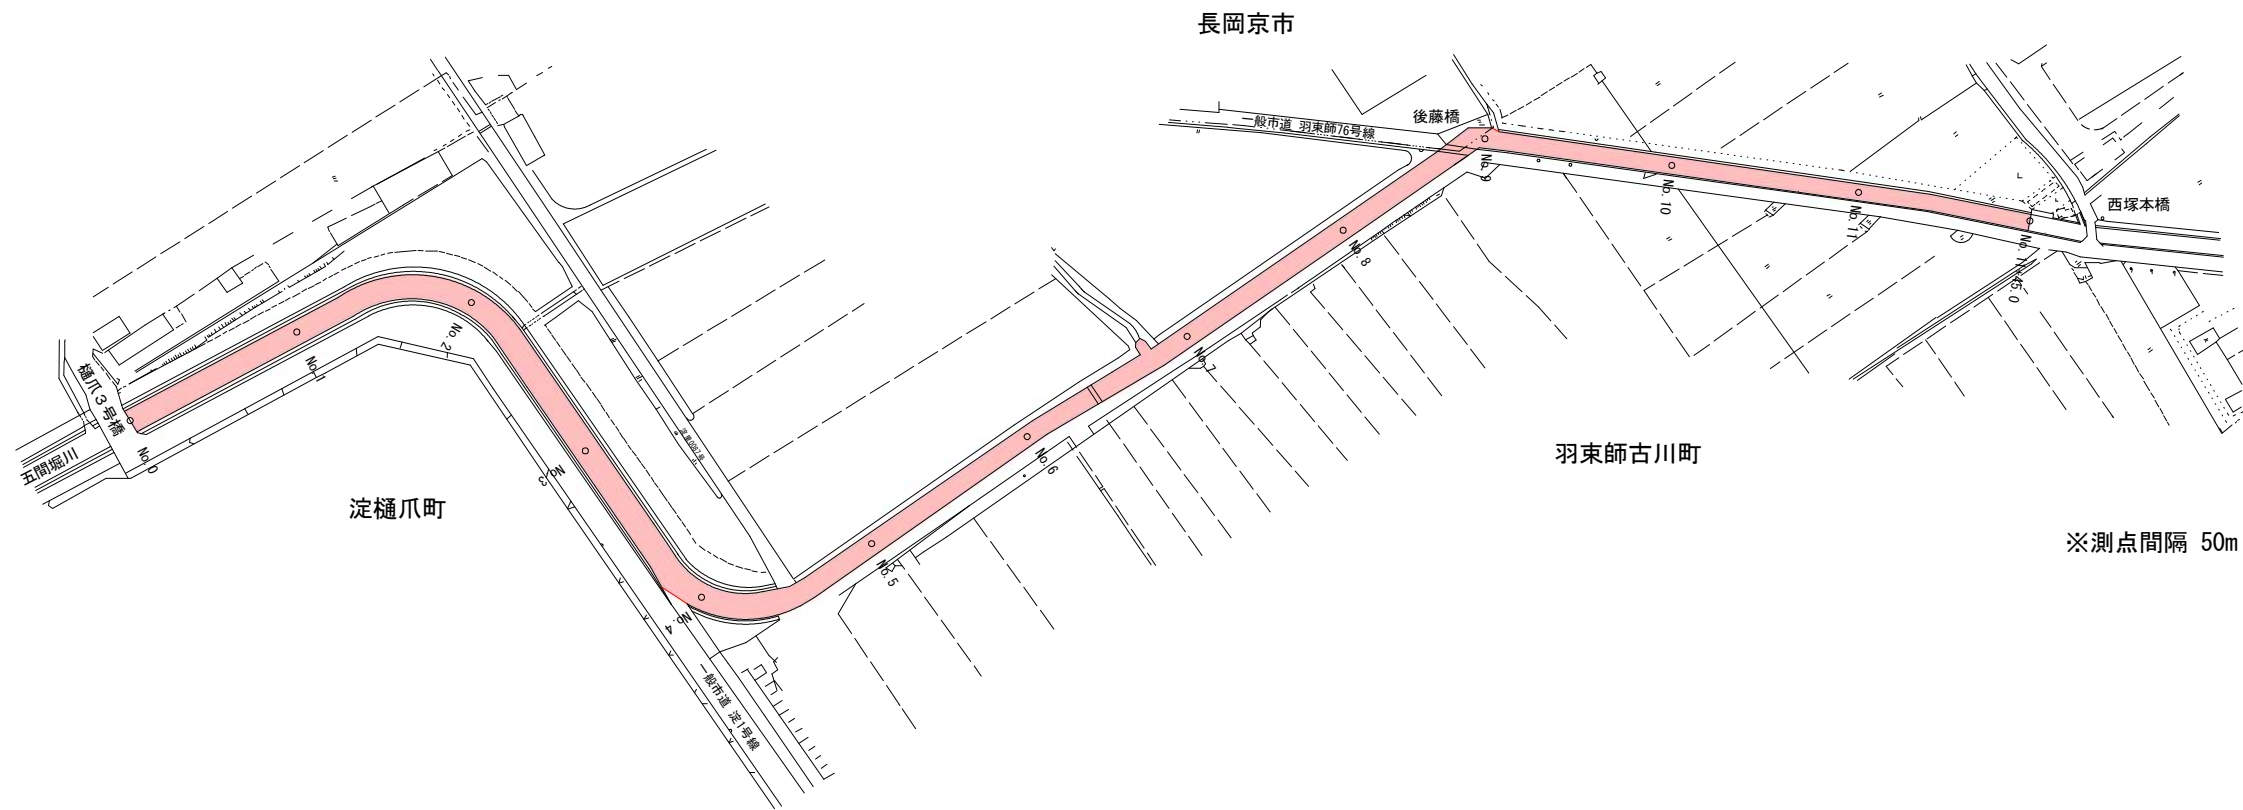 長岡京市
後藤橋
一般市道 羽束師76号線
西塚本橋
樋爪3号橋
五間堀川
No.0
No.1
No.2
No.3
No.4
No.5
No.6
No.7
No.8
No.9
No.10
No.11
No.11+45.0
淀樋爪町
羽束師古川町
一般市道 淀1号線
※測点間隔 50m